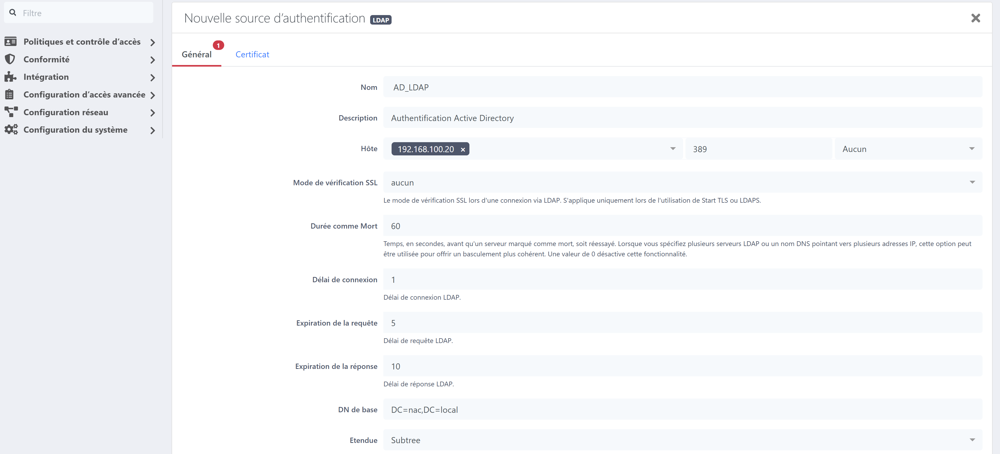 Filtre
Politiques et contrôle d’accès
Conformité
Intégration
Configuration d’accès avancée
Configuration réseau
Configuration du système
Nouvelle source d’authentification LDAP
Général 1 Certificat
Nom AD_LDAP
Description Authentification Active Directory
Hôte 192.168.100.20 × 389 Aucun
Mode de vérification SSL aucun
Le mode de vérification SSL lors d'une connexion via LDAP. S'applique uniquement lors de l'utilisation de Start TLS ou LDAPS.
Durée comme Mort 60
Temps, en secondes, avant qu'un serveur marqué comme mort, soit réessayé. Lorsque vous spécifiez plusieurs serveurs LDAP ou un nom DNS pointant vers plusieurs adresses IP, cette option peut
être utilisée pour offrir un basculement plus cohérent. Une valeur de 0 désactive cette fonctionnalité.
Délai de connexion 1
Délai de connexion LDAP.
Expiration de la requête 5
Délai de requête LDAP.
Expiration de la réponse 10
Délai de réponse LDAP.
DN de base DC=nac,DC=local
Etendue Subtree